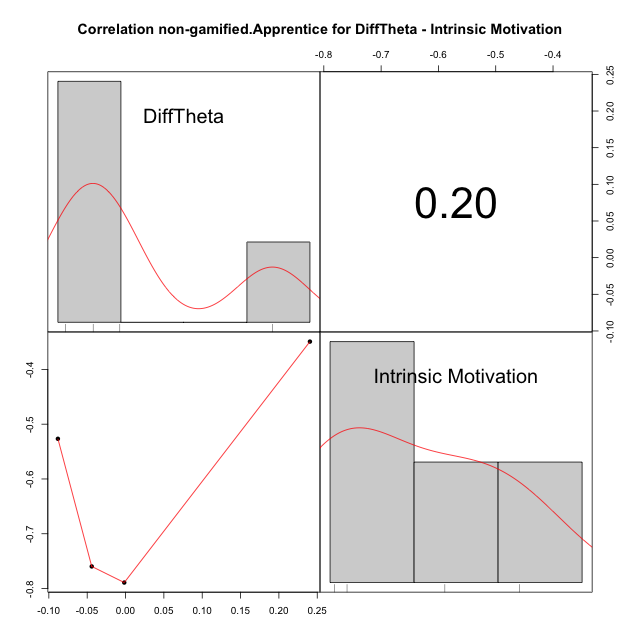 Correlation non-gamified.Apprentice for DiffTheta - Intrinsic Motivation
-0.8 -0.7 -0.6 -0.5 -0.4
DiffTheta
0.20
0.25
0.20
0.15
0.10
0.05
0.00
-0.05
-0.10
-0.4
-0.5
-0.6
-0.7
-0.8
Intrinsic Motivation
-0.10 -0.05 0.00 0.05 0.10 0.15 0.20 0.25